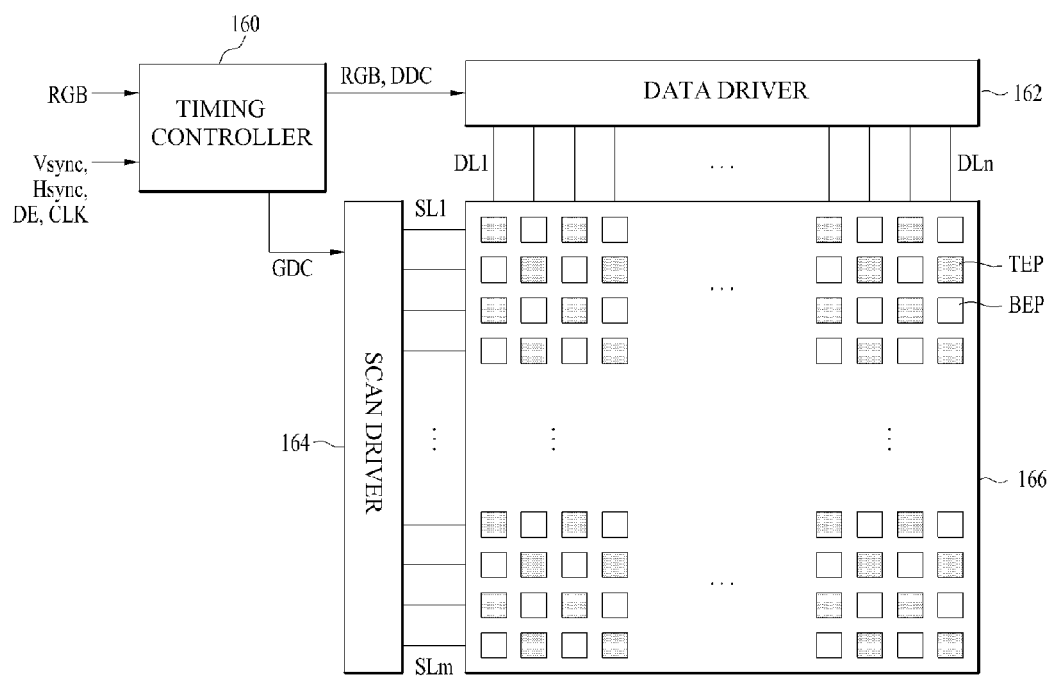 160
RGB
TIMING
CONTROLLER
RGB, DDC
DATA DRIVER
162
Vsync,
Hsync,
DE, CLK
GDC
DL1
...
DLn
SL1
SCAN DRIVER
164
...
TEP
BEP
166
...
SLm